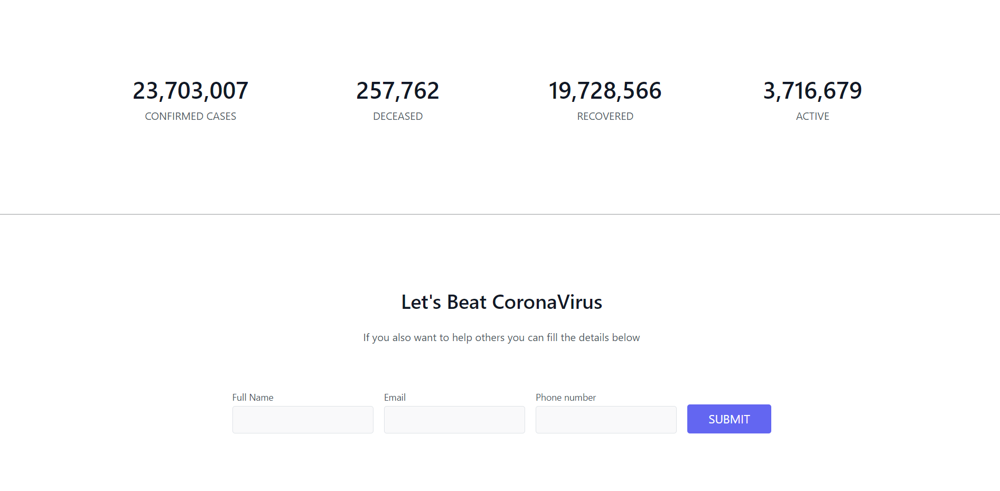 23,703,007 257,762 19,728,566 3,716,679
CONFIRMED CASES DECEASED RECOVERED ACTIVE
Let's Beat CoronaVirus
If you also want to help others you can fill the details below
Full Name Email Phone number
SUBMIT